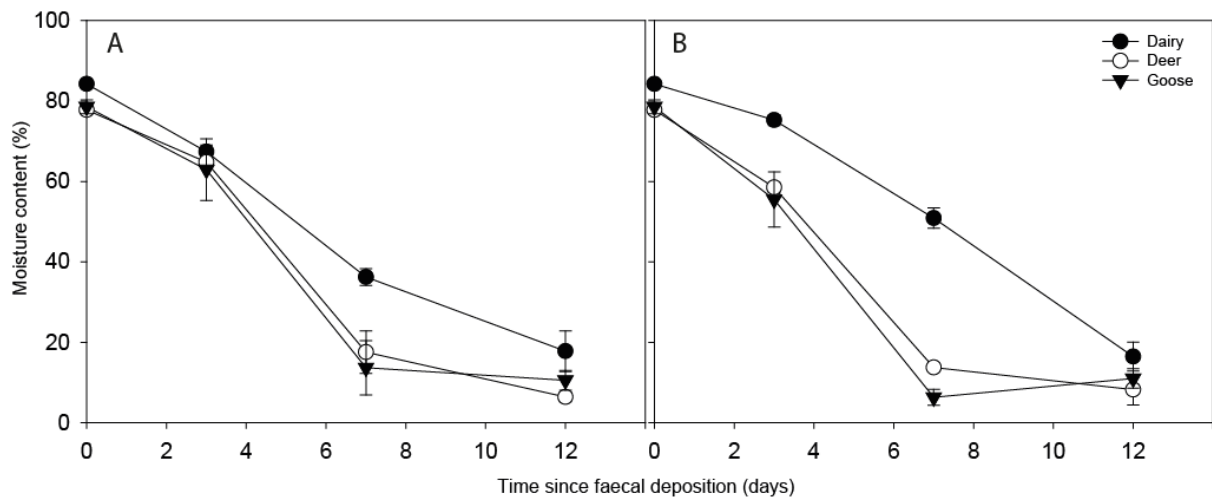 A
B
Dairy
Deer
Goose
Moisture content (%)
100
80
60
40
20
0
0 2 4 6 8 10 12
0 2 4 6 8 10 12
Time since faecal deposition (days)